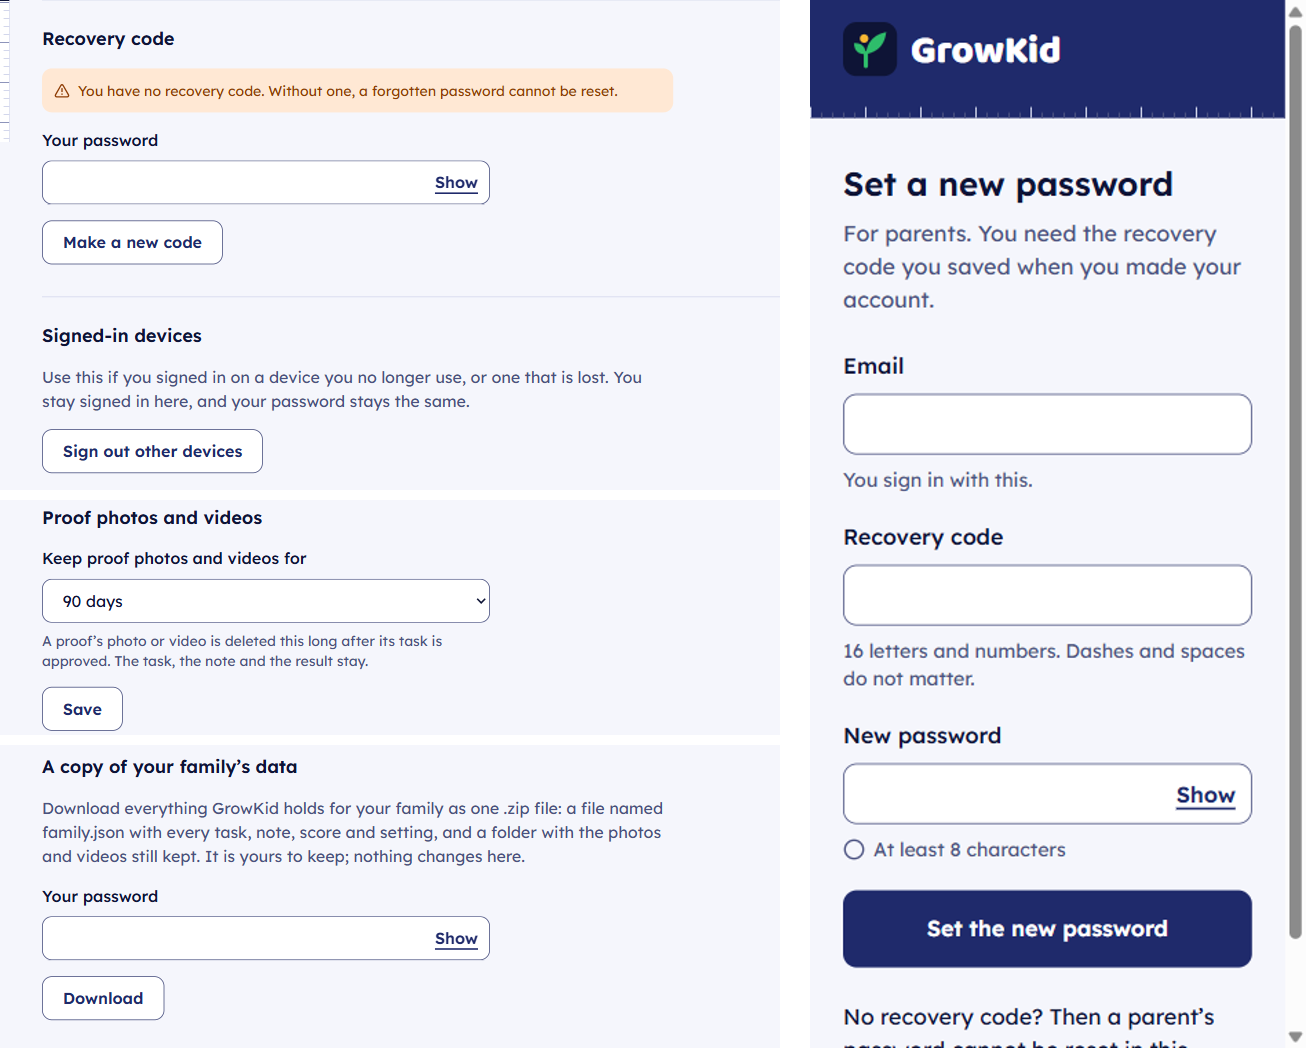 Recovery code
You have no recovery code. Without one, a forgotten password cannot be reset.
Your password
Show
Make a new code
Signed-in devices
Use this if you signed in on a device you no longer use, or one that is lost. You
stay signed in here, and your password stays the same.
Sign out other devices
Proof photos and videos
Keep proof photos and videos for
90 days
A proof’s photo or video is deleted this long after its task is
approved. The task, the note and the result stay.
Save
A copy of your family’s data
Download everything GrowKid holds for your family as one .zip file: a file named
family.json with every task, note, score and setting, and a folder with the photos
and videos still kept. It is yours to keep; nothing changes here.
Your password
Show
Download
GrowKid
Set a new password
For parents. You need the recovery
code you saved when you made your
account.
Email
You sign in with this.
Recovery code
16 letters and numbers. Dashes and spaces
do not matter.
New password
Show
At least 8 characters
Set the new password
No recovery code? Then a parent’s
password cannot be reset in this